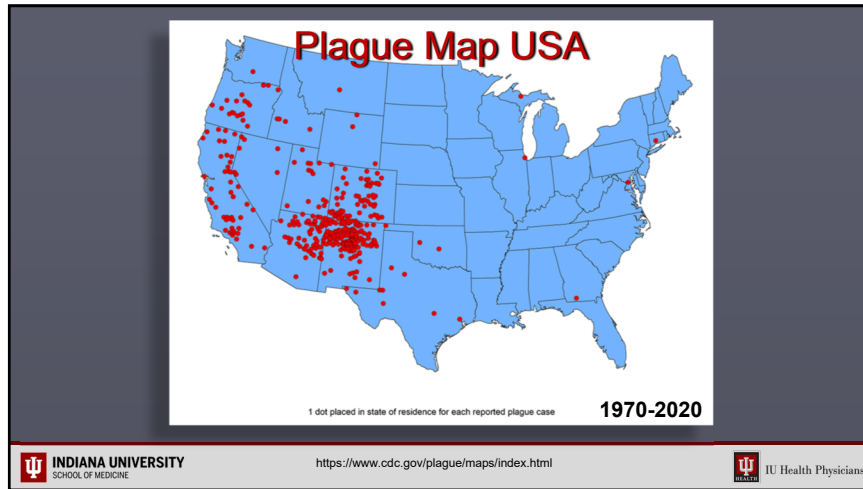 Plague Map USA
1 dot placed in state of residence for each reported plague case
1970-2020
INDIANA UNIVERSITY
SCHOOL OF MEDICINE
https://www.cdc.gov/plague/maps/index.html
HEALTH
IU Health Physicians